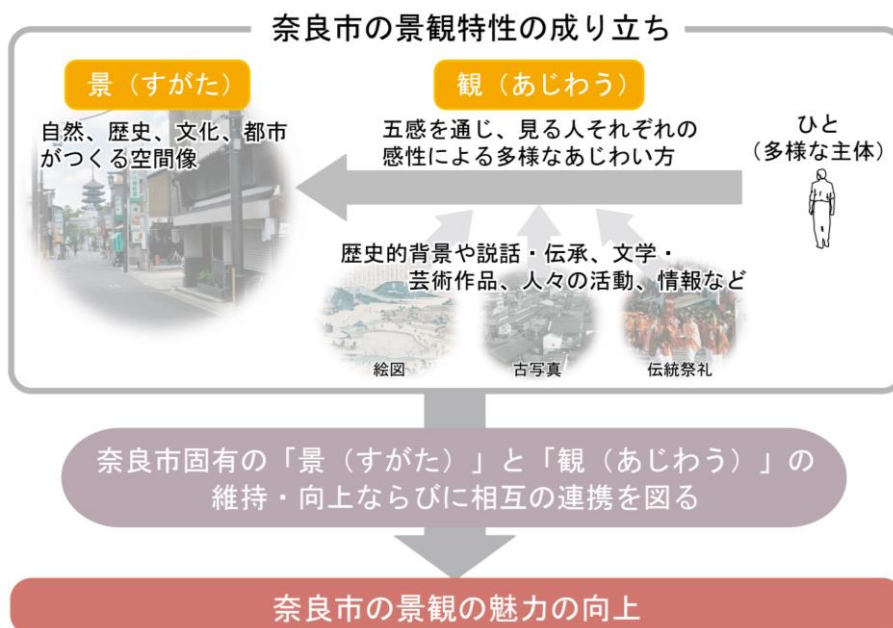 奈良市の景観特性の成り立ち
景（すがた）
自然、歴史、文化、都市
がつくる空間像
観（あじわう）
五感を通じ、見る人それぞれの
感性による多様なあじわい方
ひと
（多様な主体）
歴史的背景や説話・伝承、文学・
芸術作品、人々の活動、情報など
絵図
古写真
伝統祭礼
奈良市固有の「景（すがた）」と「観（あじわう）」の
維持・向上ならびに相互の連携を図る
奈良市の景観の魅力の向上